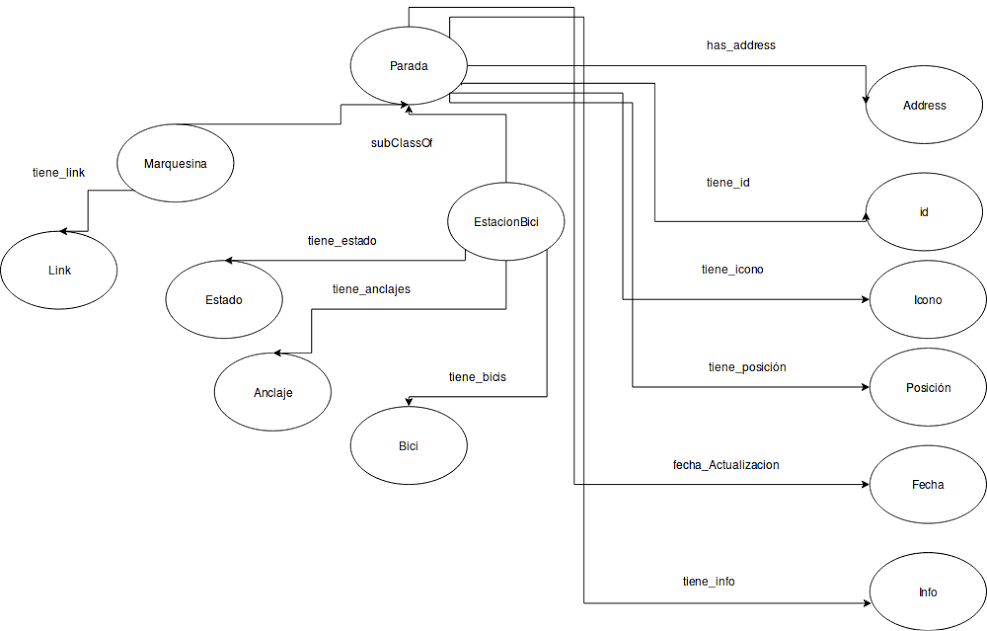 has_address
Parada
Address
subClassOf
Marquesina
tiene_link
tiene_id
id
EstacionBici
tiene_estado
Link
tiene_icono
tiene_anclajes
Estado
Icono
tiene_posición
tiene_bicis
Posición
Anclaje
Bici
fecha_Actualizacion
Fecha
tiene_info
Info